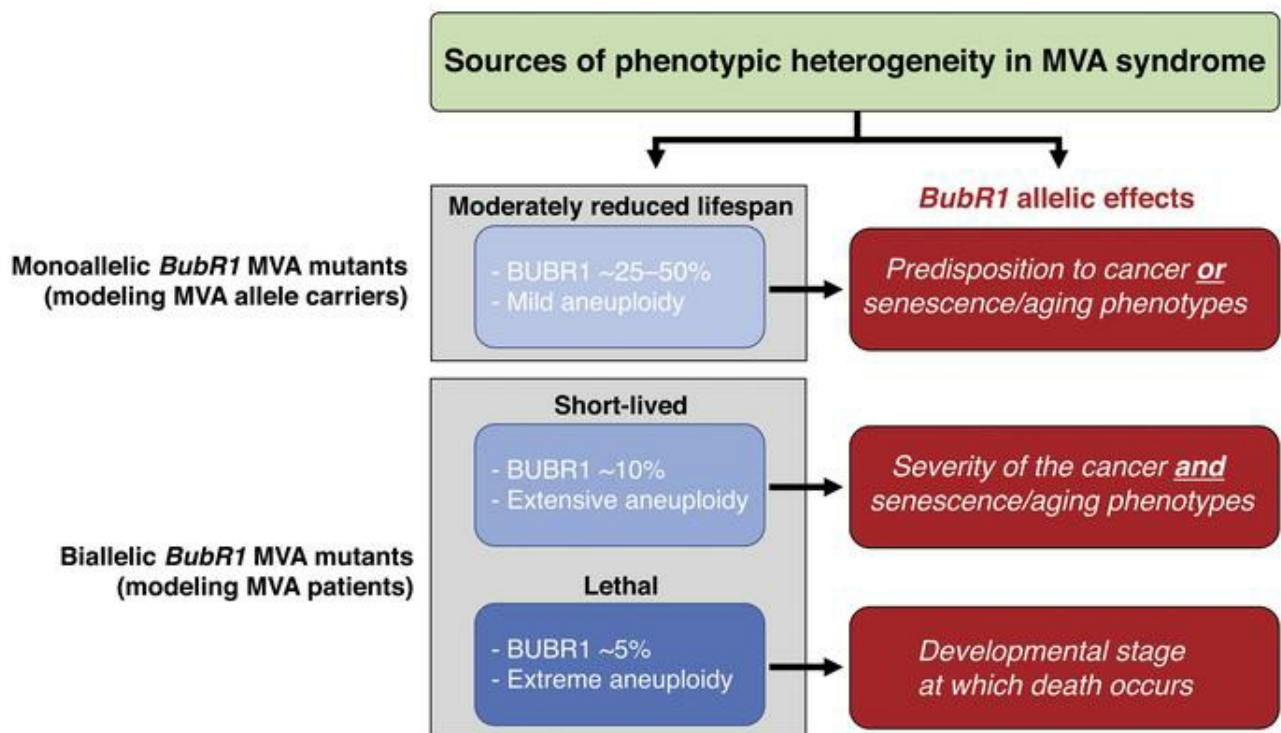 Sources of phenotypic heterogeneity in MVA syndrome
Monoallelic BubR1 MVA mutants
(modeling MVA allele carriers)
Moderately reduced lifespan
- BUBR1 ~25–50%
- Mild aneuploidy
BubR1 allelic effects
Predisposition to cancer or
senescence/aging phenotypes
Biallelic BubR1 MVA mutants
(modeling MVA patients)
Short-lived
- BUBR1 ~10%
- Extensive aneuploidy
Severity of the cancer and
senescence/aging phenotypes
Lethal
- BUBR1 ~5%
- Extreme aneuploidy
Developmental stage
at which death occurs